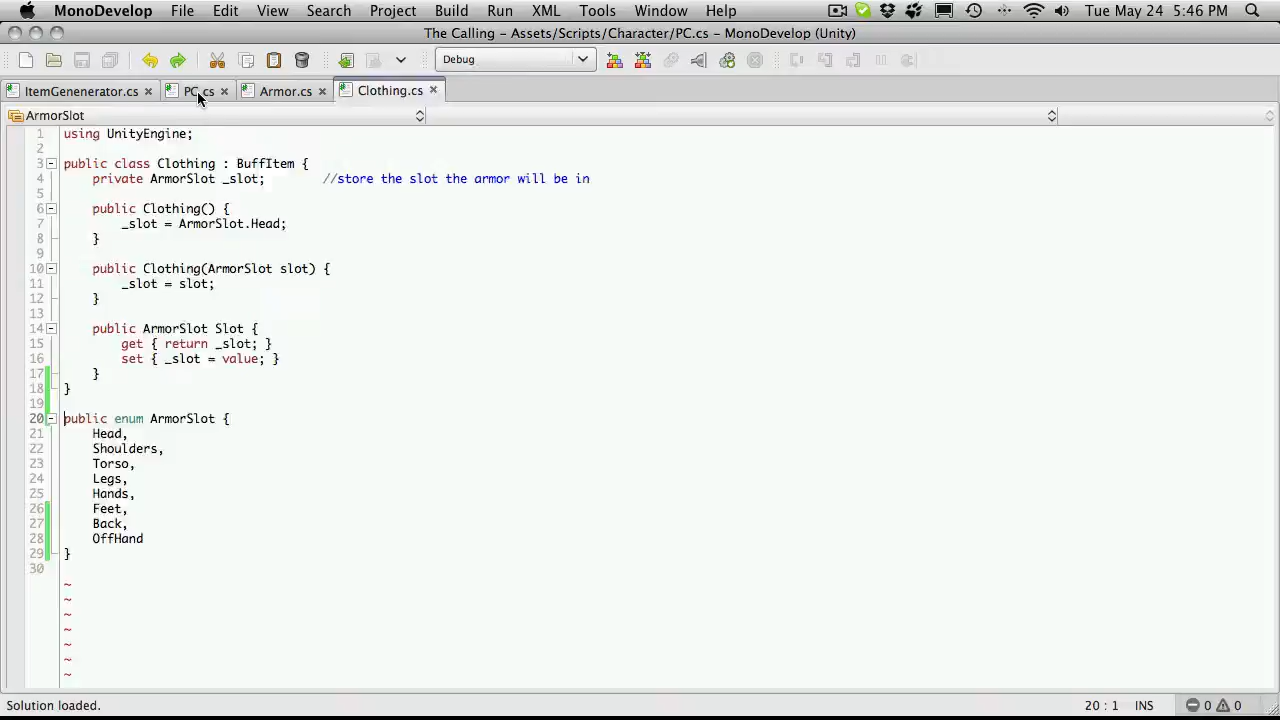 MonoDevelop File Edit View Search Project Build Run XML Tools Window Help Tue May 24 5:46 PM
The Calling – Assets/Scripts/Character/PC.cs – MonoDevelop (Unity)
Debug
ItemGenenerator.cs PC.cs Armor.cs Clothing.cs
ArmorSlot
1 using UnityEngine;
2
3 public class Clothing : BuffItem {
4 private ArmorSlot _slot; //store the slot the armor will be in
5
6 public Clothing() {
7 _slot = ArmorSlot.Head;
8 }
9
10 public Clothing(ArmorSlot slot) {
11 _slot = slot;
12 }
13
14 public ArmorSlot Slot {
15 get { return _slot; }
16 set { _slot = value; }
17 }
18 }
19
20 public enum ArmorSlot {
21 Head,
22 Shoulders,
23 Torso,
24 Legs,
25 Hands,
26 Feet,
27 Back,
28 OffHand
29 }
30
~
~
~
~
~
~
~
Solution loaded. 20 : 1 INS 0 0